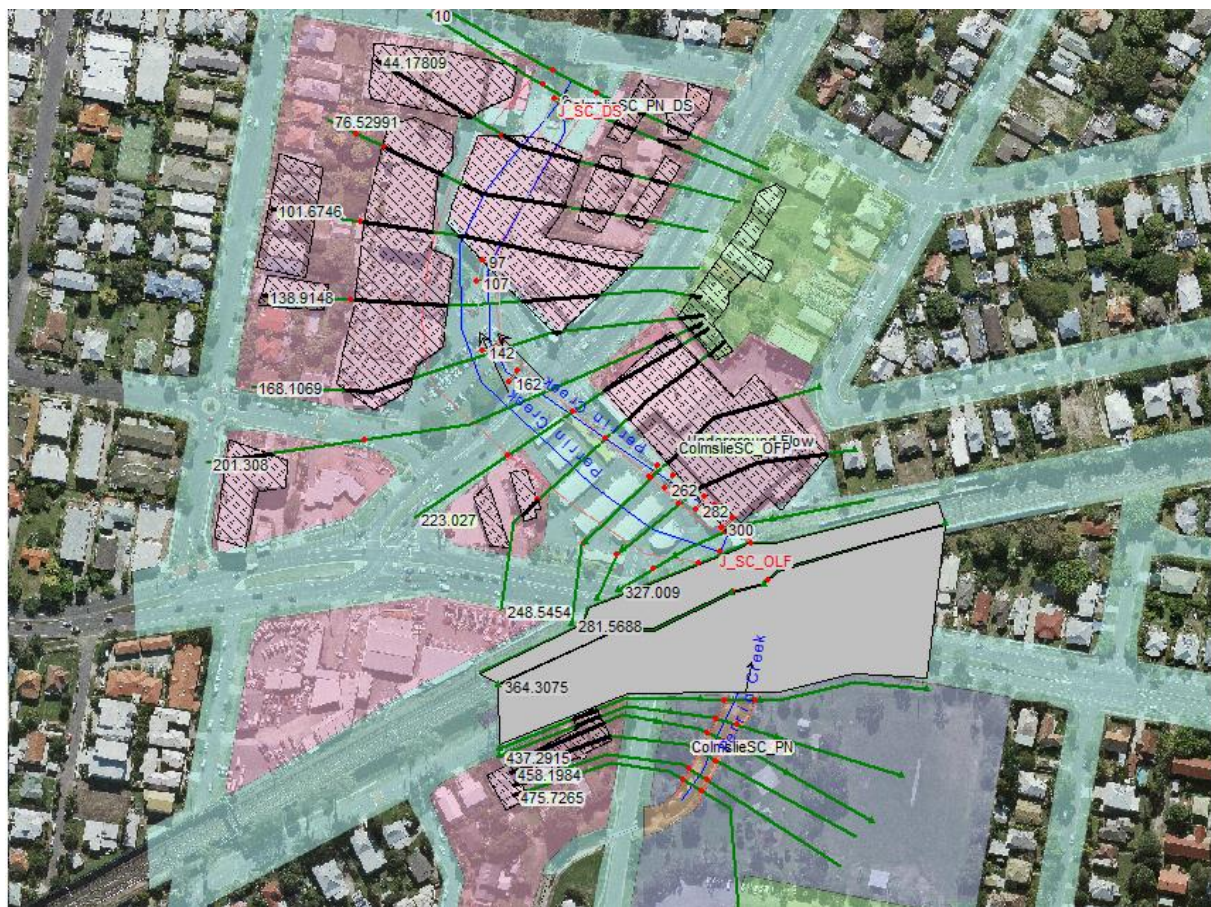 10
44.17809
ColmslieSC_PN_DS
J_SC_DS
76.52991
101.6746
97
107
138.9148
142
162
168.1069
Perrin Creek
Perrin Creek
201.308
Underground Flow
ColmslieSC_OFP
262
282
223.027
300
J_SC_OLF
327.009
248.5454
281.5688
Perrin Creek
364.3075
ColmslieSC_PN
437.2915
458.1984
475.7265